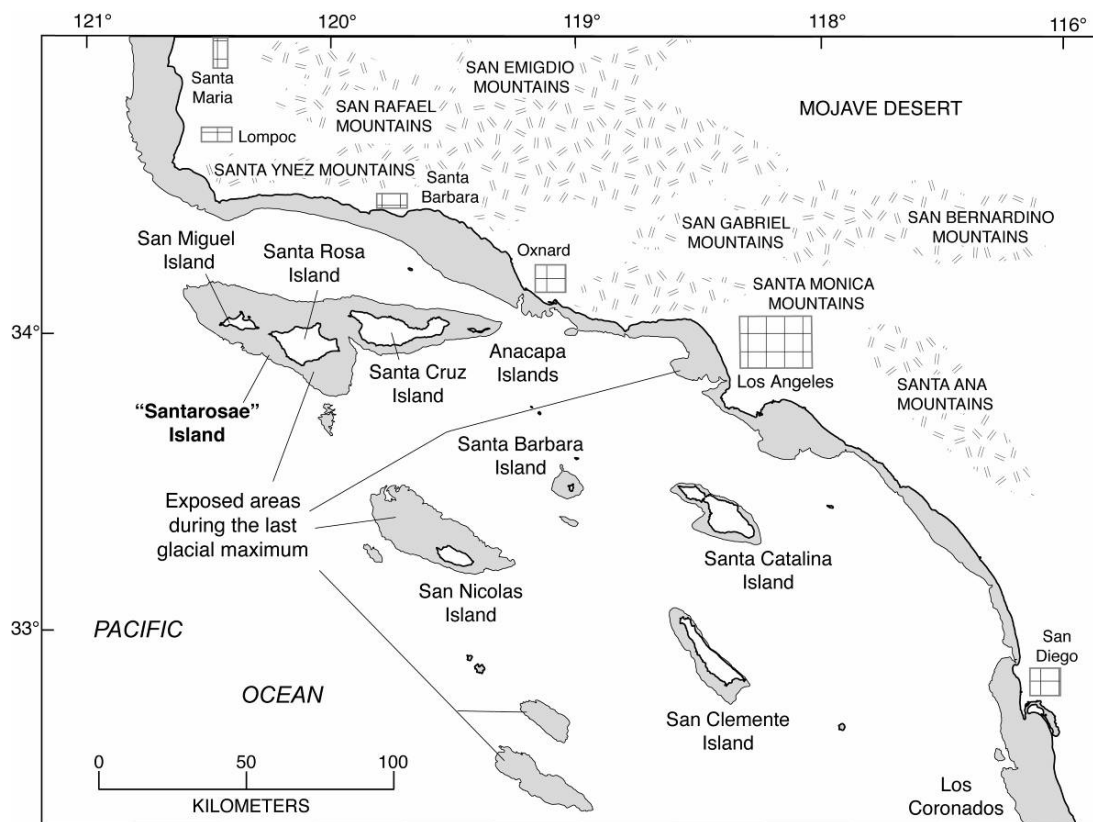 121°
120°
119°
118°
116°
Santa
Maria
SAN EMIGDIO
MOUNTAINS
SAN RAFAEL
MOUNTAINS
MOJAVE DESERT
Lompoc
SANTA YNEZ MOUNTAINS
Santa
Barbara
SAN GABRIEL
MOUNTAINS
SAN BERNARDINO
MOUNTAINS
San Miguel
Island
Santa Rosa
Island
Oxnard
SANTA MONICA
MOUNTAINS
34°
Santa Cruz
Island
Anacapa
Islands
Los Angeles
SANTA ANA
MOUNTAINS
“Santarosae”
Island
Santa Barbara
Island
Exposed areas
during the last
glacial maximum
Santa Catalina
Island
San Nicolas
Island
33°
PACIFIC
OCEAN
San
Diego
San Clemente
Island
0
50
100
KILOMETERS
Los
Coronados